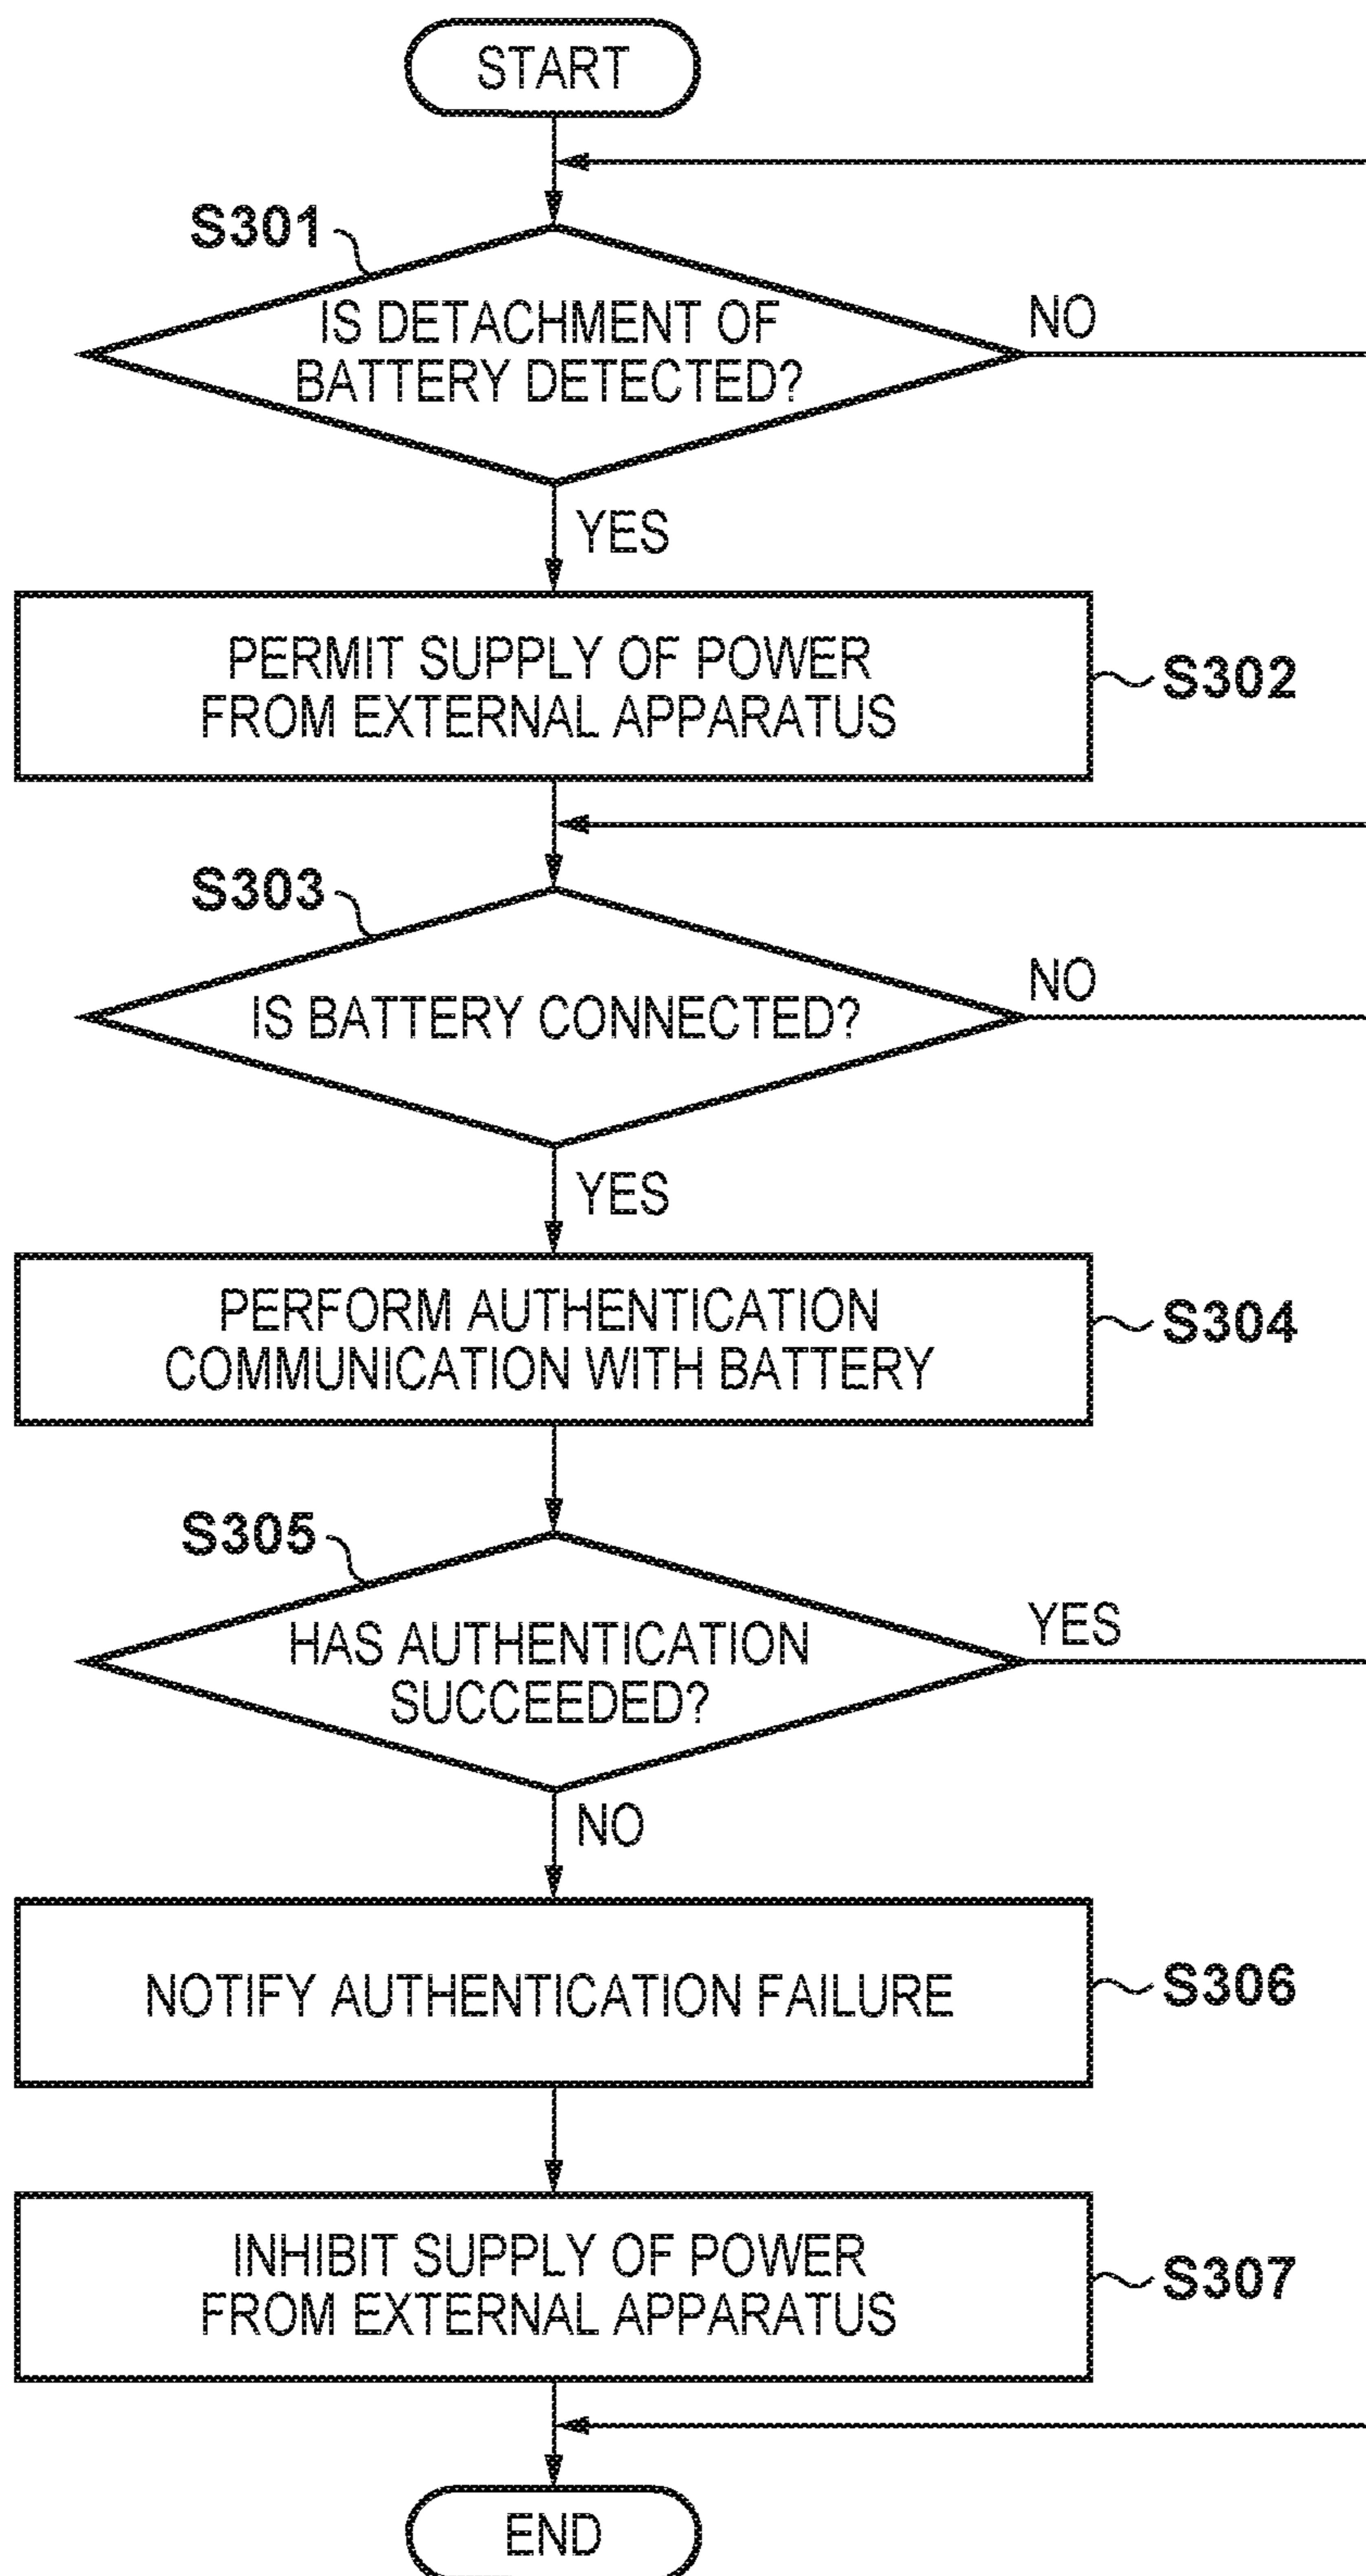 START
S301
IS DETACHMENT OF
BATTERY DETECTED?
NO
YES
PERMIT SUPPLY OF POWER
FROM EXTERNAL APPARATUS
S302
S303
IS BATTERY CONNECTED?
NO
YES
PERFORM AUTHENTICATION
COMMUNICATION WITH BATTERY
S304
S305
HAS AUTHENTICATION
SUCCEEDED?
YES
NO
NOTIFY AUTHENTICATION FAILURE
S306
INHIBIT SUPPLY OF POWER
FROM EXTERNAL APPARATUS
S307
END